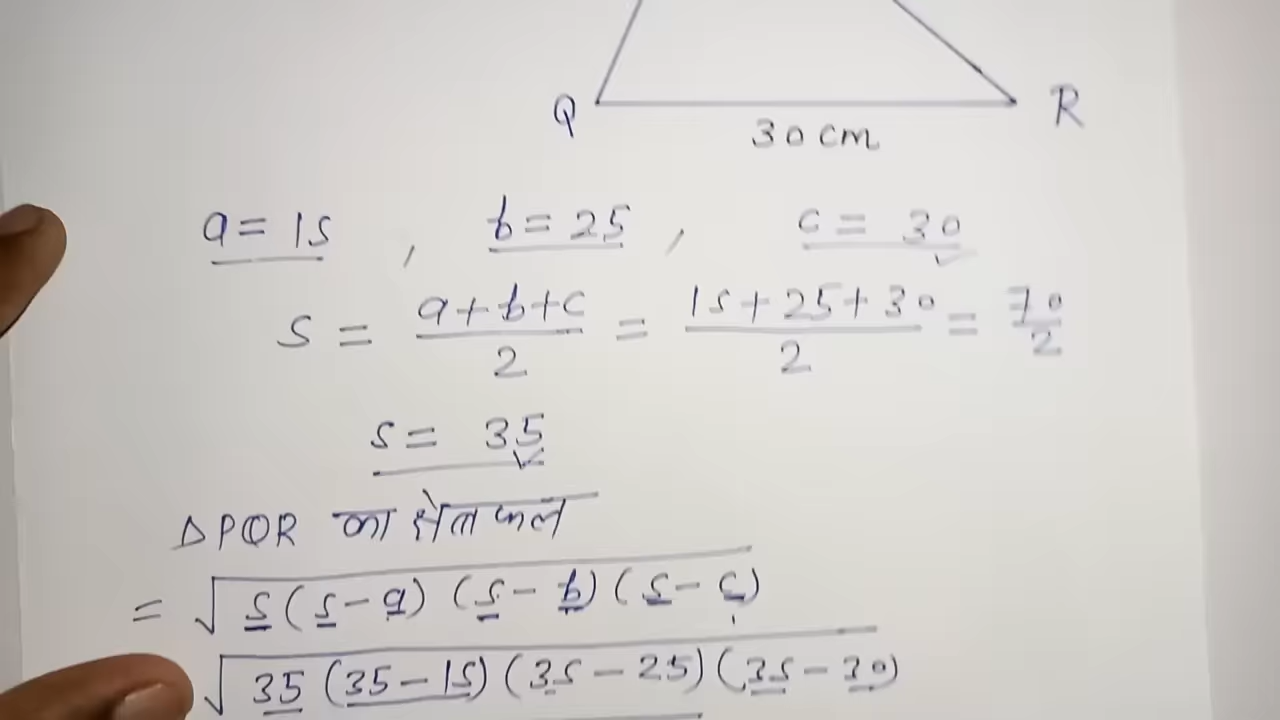 Q R
30 cm
a = 15 , b = 25 , c = 30
s = a+b+c/2 = 15+25+30/2 = 70/2
s = 35
△PQR का क्षेत्रफल
= √s(s-a)(s-b)(s-c)
√35(35-15)(35-25)(35-30)